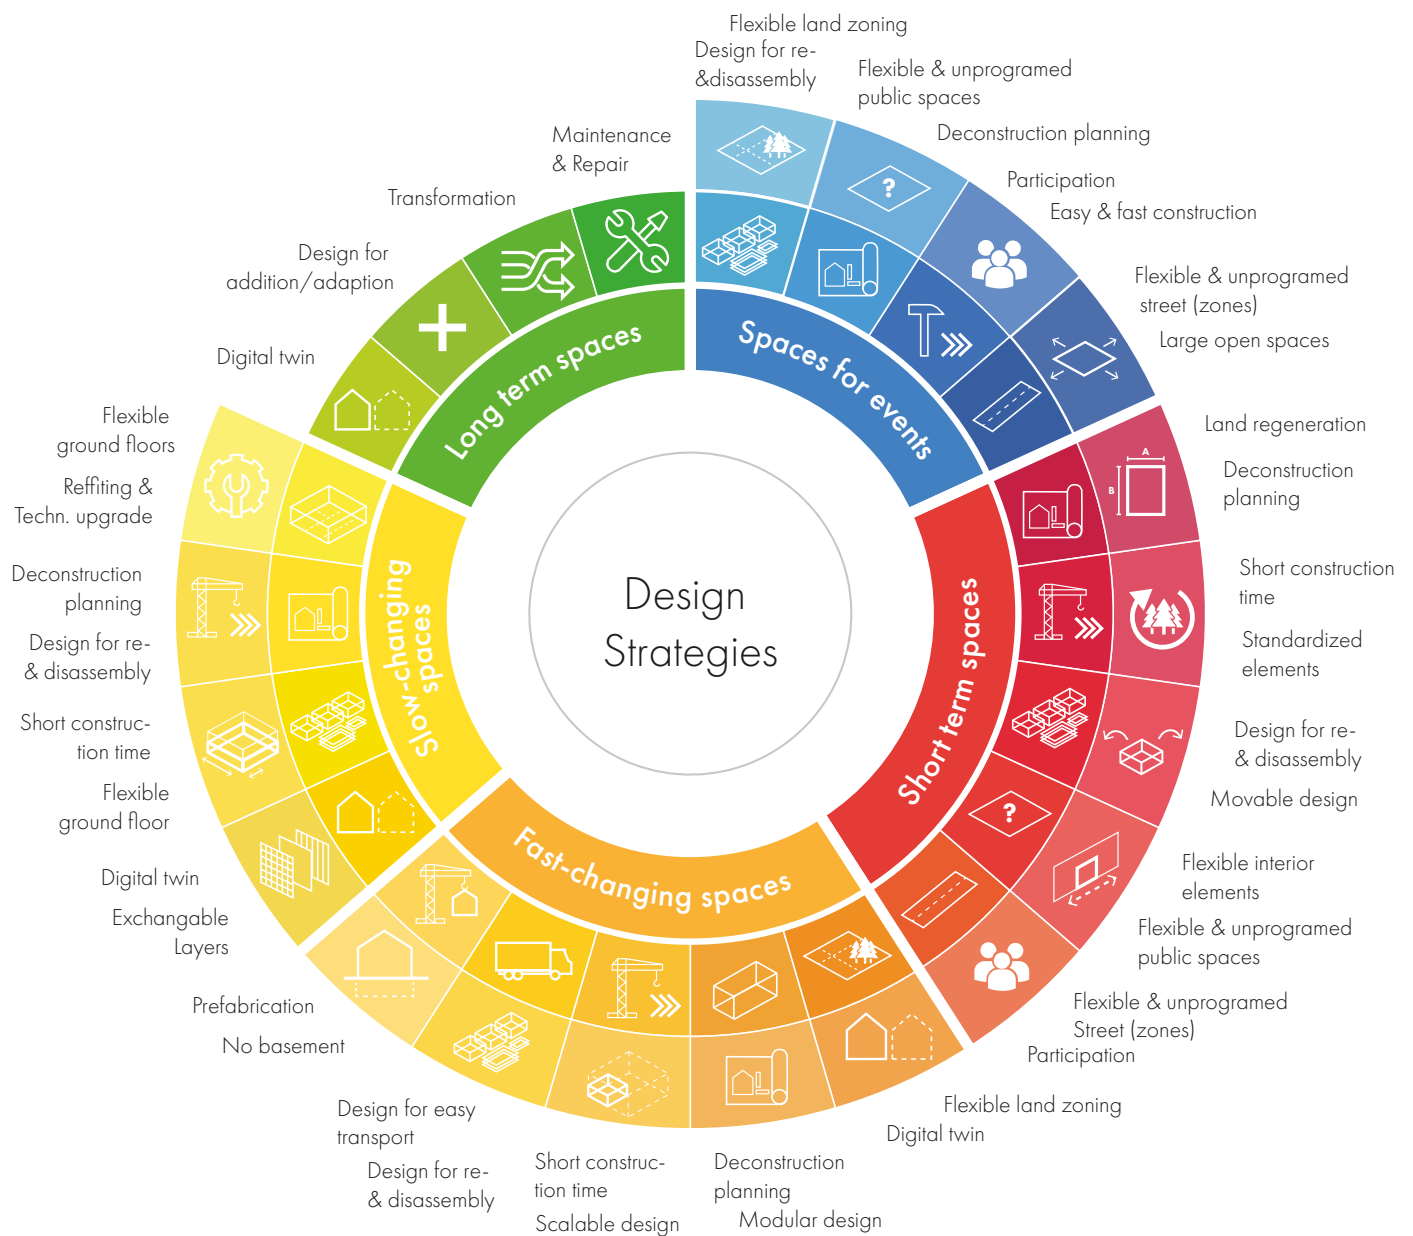 Design
Strategies
Spaces for events
Flexible land zoning
Design for re-
&disassembly
Flexible & unprogramed
public spaces
Deconstruction planning
Participation
Easy & fast construction
Flexible & unprogramed
street (zones)
Large open spaces
?
Short term spaces
Land regeneration
Deconstruction
planning
Short construction
time
Standardized
elements
Design for re-
& disassembly
Movable design
Flexible interior
elements
Flexible & unprogramed
public spaces
Flexible & unprogramed
Street (zones)
Participation
A
B
?
Fast-changing spaces
Flexible land zoning
Digital twin
Deconstruction
planning
Modular design
Short construc-
tion time
Scalable design
Design for easy
transport
Design for re-
& disassembly
Prefabrication
No basement
Slow-changing
spaces
Flexible
ground floors
Reffiting &
Techn. upgrade
Deconstruction
planning
Design for re-
& disassembly
Short construc-
tion time
Flexible
ground floor
Digital twin
Exchangable
Layers
Long term spaces
Maintenance
& Repair
Transformation
Design for
addition/adaption
Digital twin